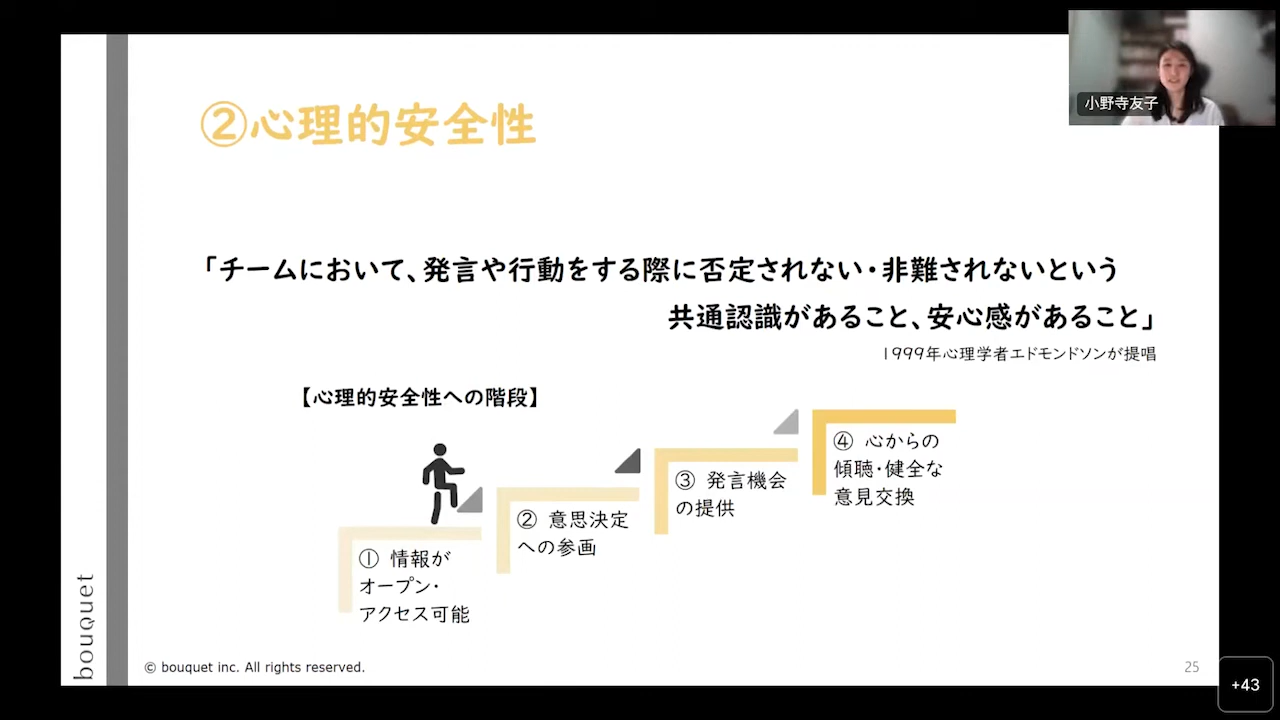 ②心理的安全性
小野寺友子
「チームにおいて、発言や行動をする際に否定されない・非難されないという
共通認識があること、安心感があること」
1999年心理学者エドモンドソンが提唱
【心理的安全性への階段】
① 情報が
オープン・
アクセス可能
② 意思決定
への参画
③ 発言機会
の提供
④ 心からの
傾聴・健全な
意見交換
bouquet
© bouquet inc. All rights reserved.
25
+43